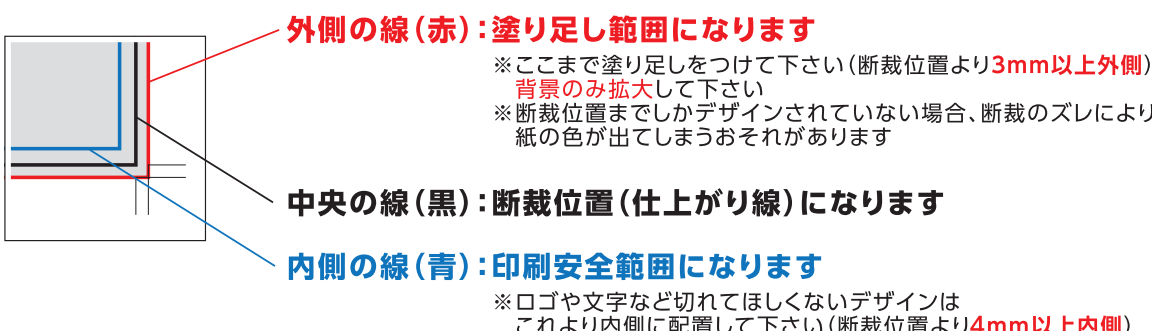 外側の線（赤）：塗り足し範囲になります
※ここまで塗り足しをつけて下さい（断裁位置より3mm以上外側）
背景のみ拡大して下さい
※断裁位置までしかデザインされていない場合、断裁のズレにより
紙の色が出てしまうおそれがあります
中央の線（黒）：断裁位置（仕上がり線）になります
内側の線（青）：印刷安全範囲になります
※ロゴや文字など切れてほしくないデザインは
これより内側に配置して下さい（断裁位置より4mm以上内側）